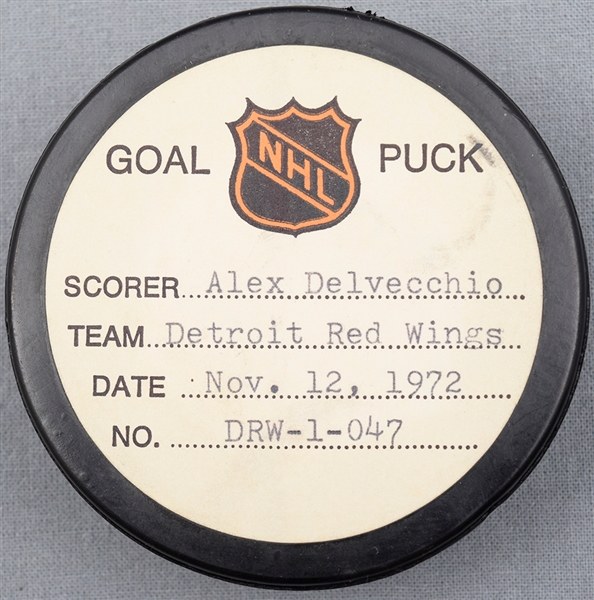 NHL
GOAL PUCK
SCORER Alex Delvecchio
TEAM Detroit Red Wings
DATE Nov. 12, 1972
NO. DRW-1-047